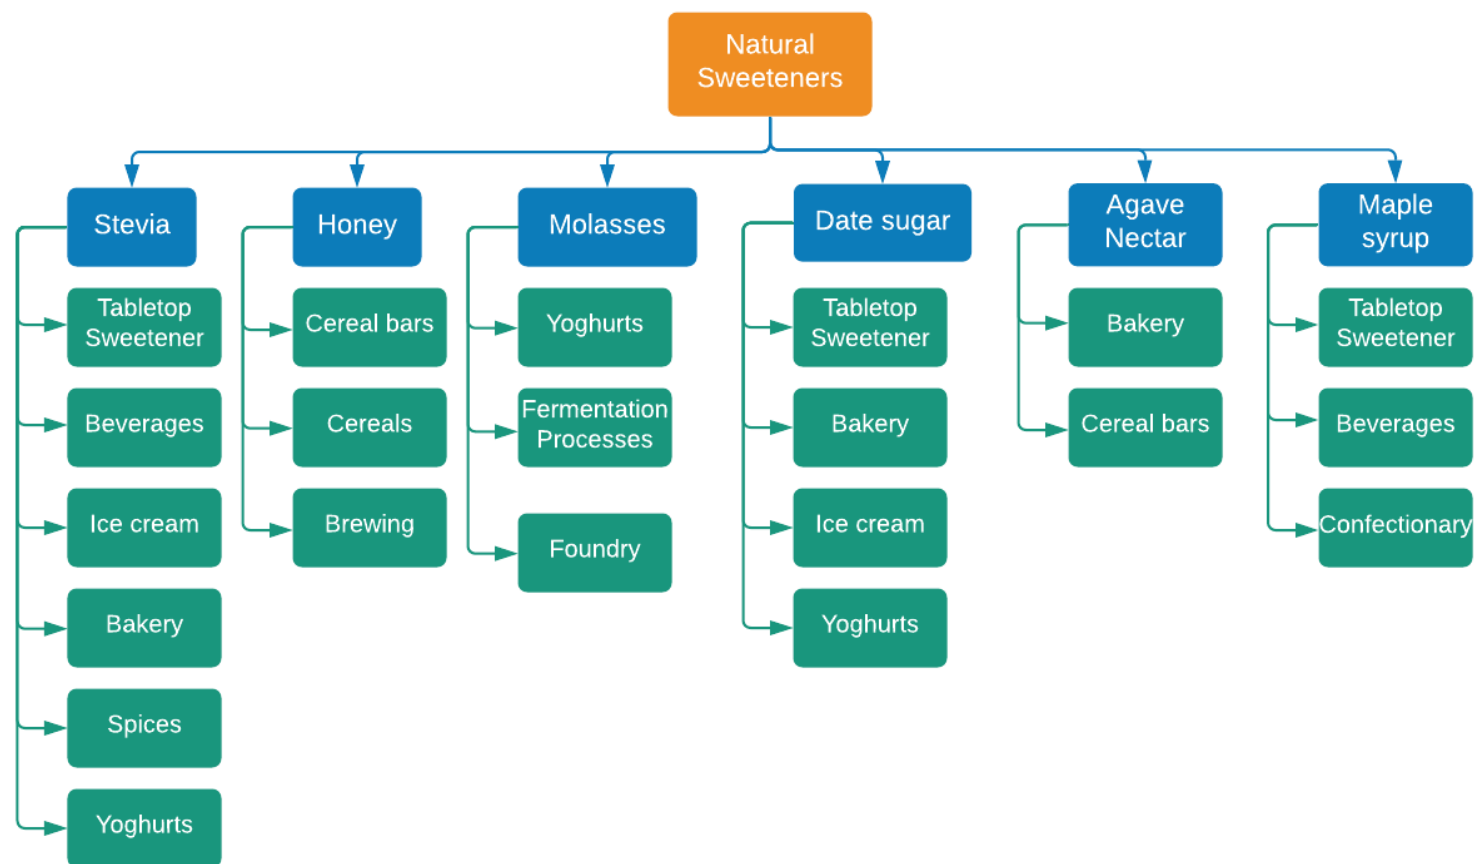 Natural
Sweeteners
Stevia
Honey
Molasses
Date sugar
Agave
Nectar
Maple
syrup
Tabletop
Sweetener
Beverages
Ice cream
Bakery
Spices
Yoghurts
Cereal bars
Cereals
Brewing
Yoghurts
Fermentation
Processes
Foundry
Tabletop
Sweetener
Bakery
Ice cream
Yoghurts
Bakery
Cereal bars
Tabletop
Sweetener
Beverages
Confectionary